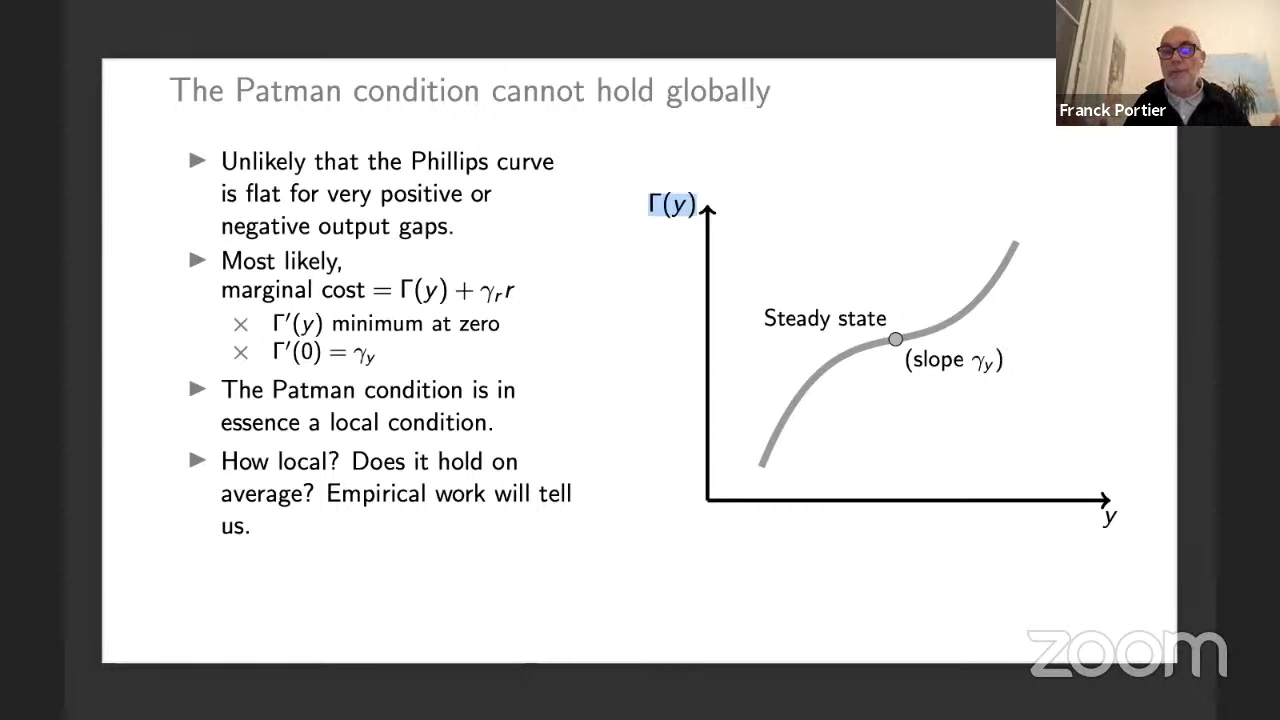 The Patman condition cannot hold globally
Franck Portier
▶ Unlikely that the Phillips curve
is flat for very positive or
negative output gaps.
▶ Most likely,
marginal cost = Γ(y) + γᵣr
× Γ′(y) minimum at zero
× Γ′(0) = γ_y
▶ The Patman condition is in
essence a local condition.
▶ How local? Does it hold on
average? Empirical work will tell
us.
Γ(y)
Steady state
(slope γ_y)
y
zoom